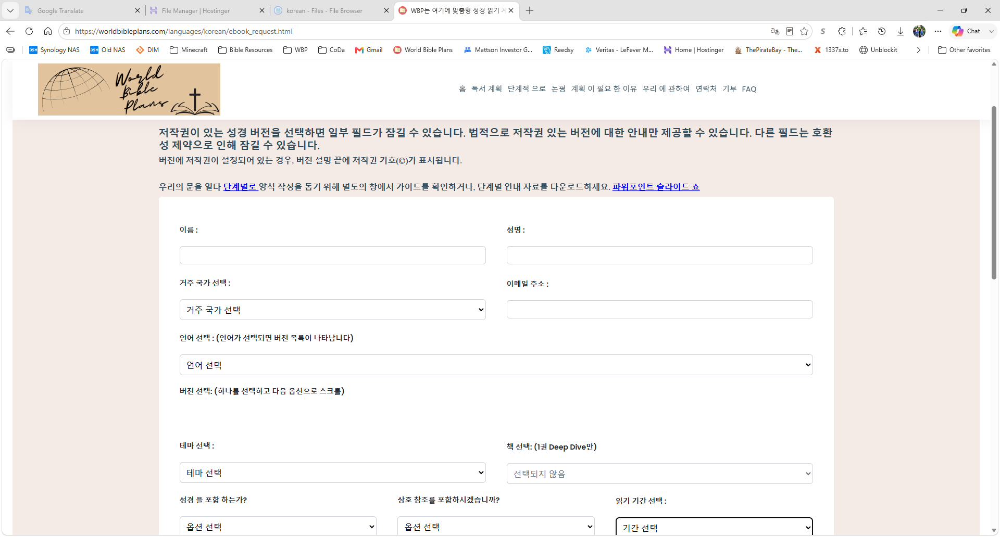 Google Translate
File Manager | Hostinger
korean - Files - File Browser
WBP는 여기에 맞춤형 성경 읽기
https://worldbibleplans.com/languages/korean/ebook_request.html
Chat
Synology NAS
Old NAS
DIM
Minecraft
Bible Resources
WBP
CoDa
Gmail
World Bible Plans
Mattson Investor G...
Reedsy
Veritas - LeFever M...
Home | Hostinger
ThePirateBay - The...
1337x.to
Unblockit
Other favorites
World
Bible
Plans
홈 독서 계획 단계적 으로 논평 계획 이 필요 한 이유 우리 에 관하여 연락처 기부 FAQ
저작권이 있는 성경 버전을 선택하면 일부 필드가 잠길 수 있습니다. 법적으로 저작권 있는 버전에 대한 안내만 제공할 수 있습니다. 다른 필드는 호환
성 제약으로 인해 잠길 수 있습니다.
버전에 저작권이 설정되어 있는 경우, 버전 설명 끝에 저작권 기호(©)가 표시됩니다.
우리의 문을 열다 단계별로 양식 작성을 돕기 위해 별도의 창에서 가이드를 확인하거나, 단계별 안내 자료를 다운로드하세요. 파워포인트 슬라이드 쇼
이름 :
성명 :
거주 국가 선택 :
이메일 주소 :
거주 국가 선택
언어 선택 : (언어가 선택되면 버전 목록이 나타납니다)
언어 선택
버전 선택: (하나를 선택하고 다음 옵션으로 스크롤)
테마 선택 :
책 선택: (1권 Deep Dive만)
테마 선택
선택되지 않음
성경 을 포함 하는가?
상호 참조를 포함하시겠습니까?
읽기 기간 선택 :
옵션 선택
옵션 선택
기간 선택